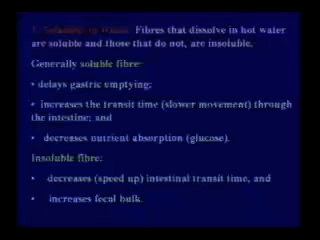 1. Solubility in Water: Fibres that dissolve in hot water
are soluble and those that do not, are insoluble.
Generally soluble fibre:
• delays gastric emptying;
• increases the transit time (slower movement) through
the intestine; and
• decreases nutrient absorption (glucose).
Insoluble fibre:
• decreases (speed up) intestinal transit time, and
• increases fecal bulk.